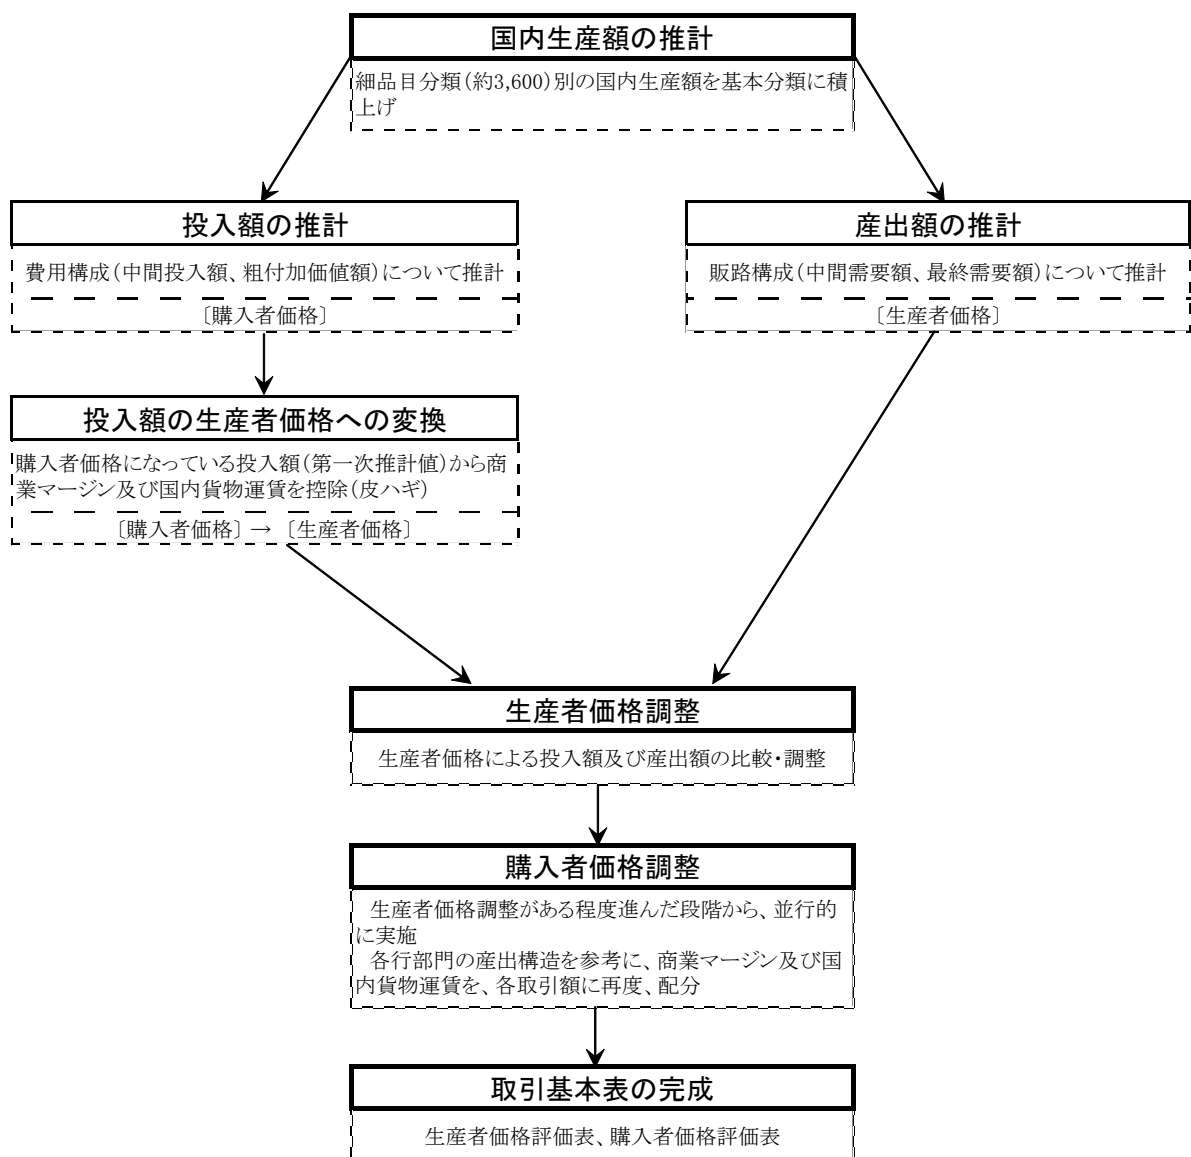 国内生産額の推計
細品目分類(約3,600)別の国内生産額を基本分類に積
上げ
投入額の推計
費用構成(中間投入額、粗付加価値額)について推計
〔購入者価格〕
産出額の推計
販路構成(中間需要額、最終需要額)について推計
〔生産者価格〕
投入額の生産者価格への変換
購入者価格になっている投入額(第一次推計値)から商
業マージン及び国内貨物運賃を控除(皮ハギ)
〔購入者価格〕→ 〔生産者価格〕
生産者価格調整
生産者価格による投入額及び産出額の比較・調整
購入者価格調整
生産者価格調整がある程度進んだ段階から、並行的
に実施
各行部門の産出構造を参考に、商業マージン及び国
内貨物運賃を、各取引額に再度、配分
取引基本表の完成
生産者価格評価表、購入者価格評価表